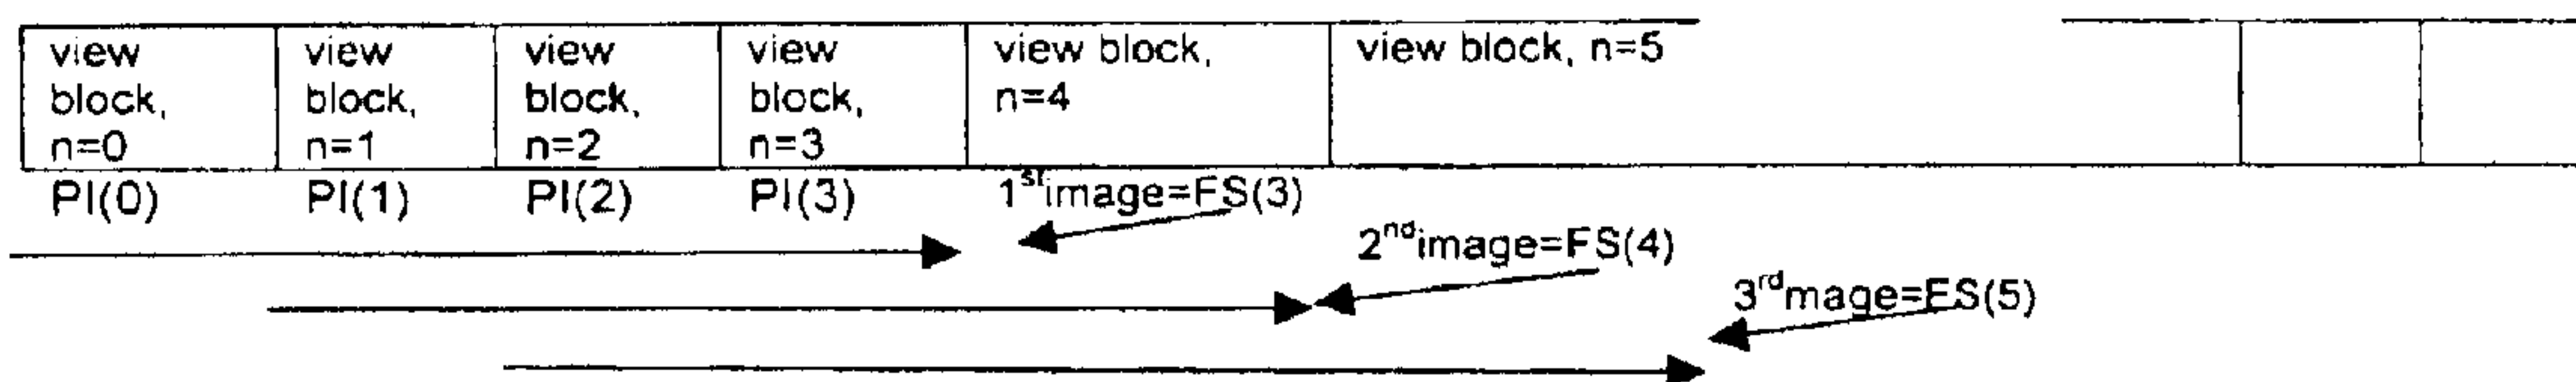 view
block,
n=0
view
block,
n=1
view
block,
n=2
view
block,
n=3
view block,
n=4
view block, n=5
PI(0)
PI(1)
PI(2)
PI(3)
1st image=FS(3)
2nd image=FS(4)
3rd mage=FS(5)